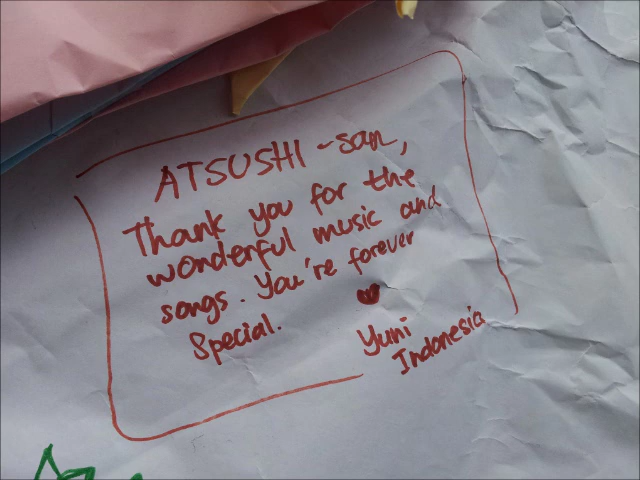 ATSUSHI -san,
Thank you for the
wonderful music and
songs. You're forever
Special.
Yuni
Indonesia